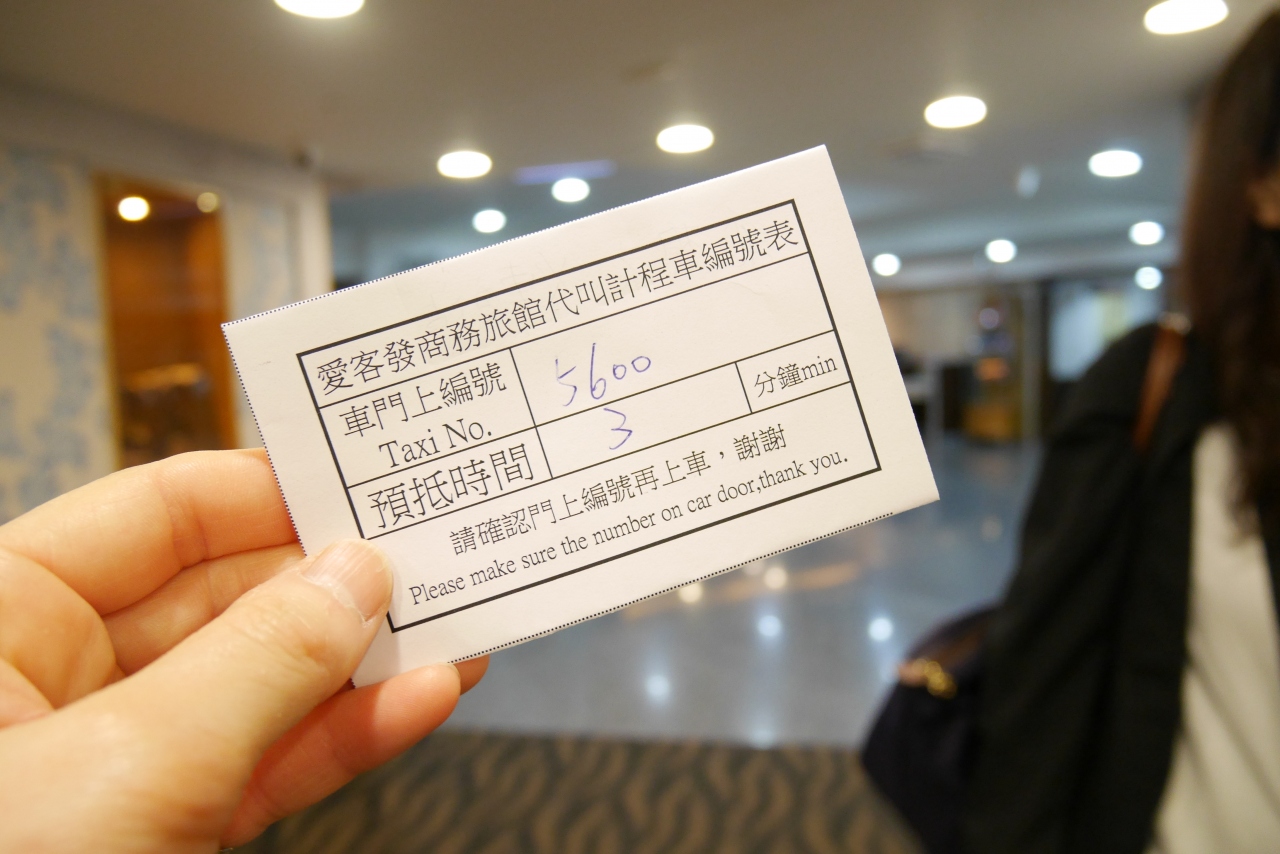 愛客發商務旅館代叫計程車編號表
車門上編號
Taxi No.
5600
預抵時間
3
分鐘min
請確認門上編號再上車，謝謝
Please make sure the number on car door,thank you.